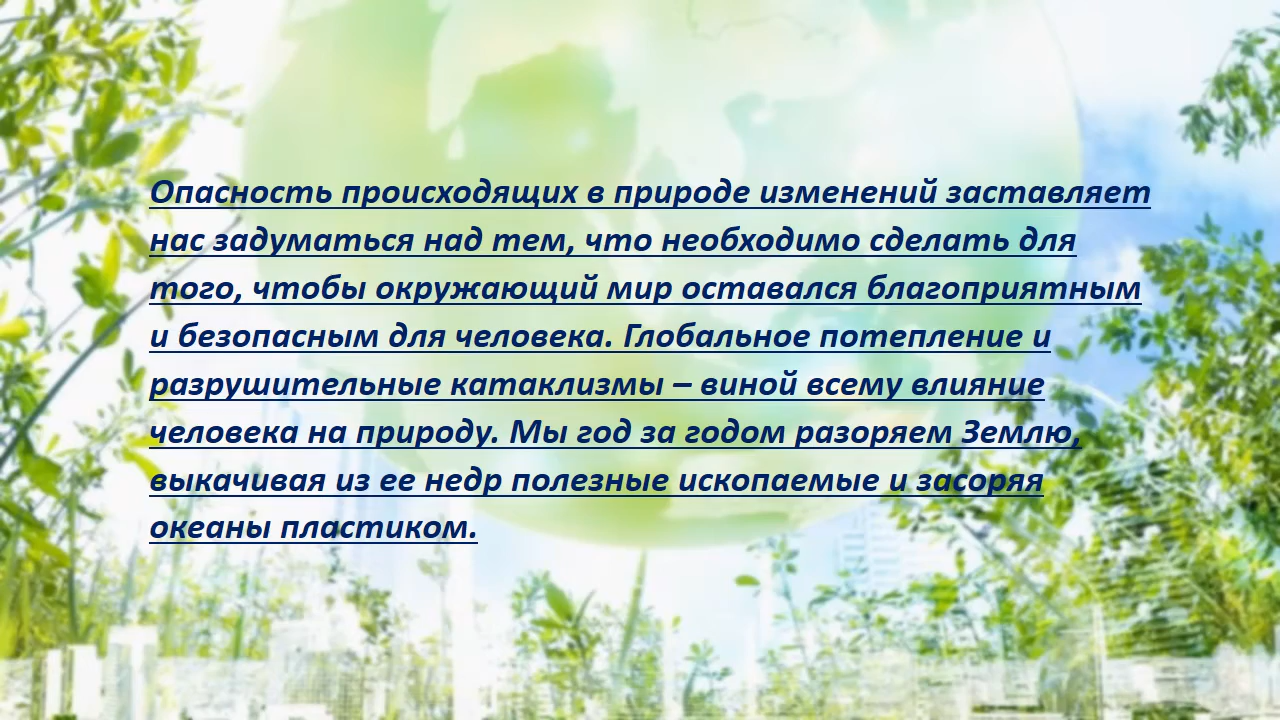 Опасность происходящих в природе изменений заставляет
нас задуматься над тем, что необходимо сделать для
того, чтобы окружающий мир оставался благоприятным
и безопасным для человека. Глобальное потепление и
разрушительные катаклизмы – виной всему влияние
человека на природу. Мы год за годом разоряем Землю,
выкачивая из ее недр полезные ископаемые и засоряя
океаны пластиком.